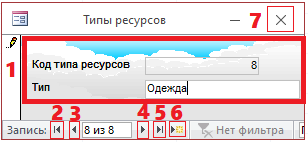 Типы ресурсов 7
1
Код типа ресурсов 8
Тип Одежда
2 3 4 5 6
Запись: 8 из 8 Нет фильтра